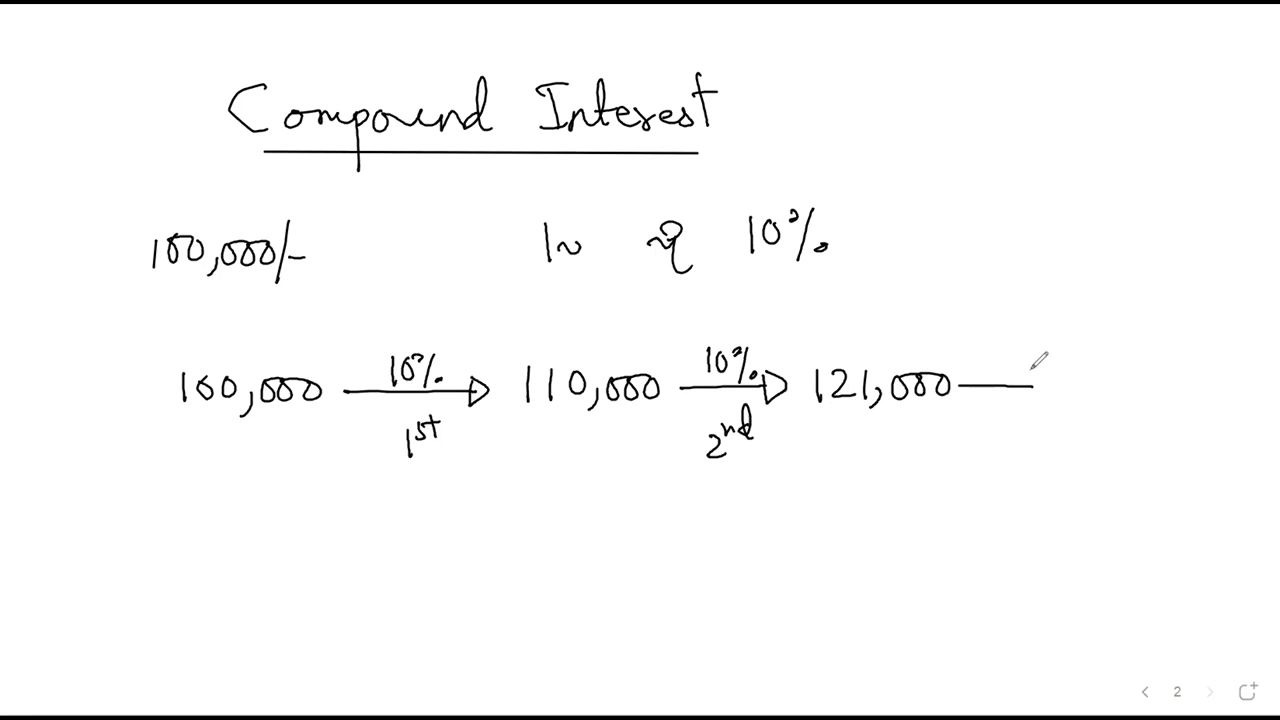 Compound Interest
100,000/- 10%
100,000 10% 110,000 10% 121,000
1st 2nd
2